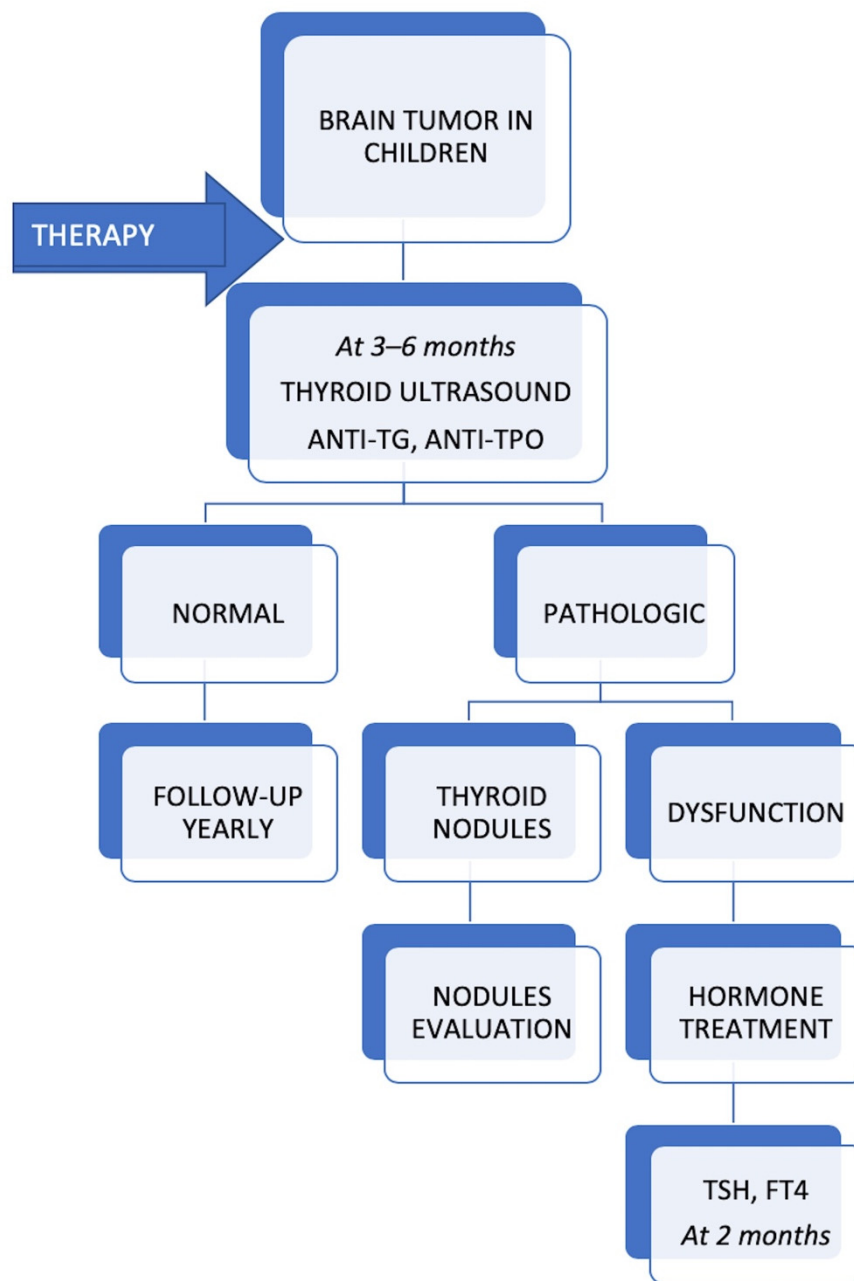 BRAIN TUMOR IN
CHILDREN
THERAPY
At 3–6 months
THYROID ULTRASOUND
ANTI-TG, ANTI-TPO
NORMAL
PATHOLOGIC
FOLLOW-UP
YEARLY
THYROID
NODULES
DYSFUNCTION
NODULES
EVALUATION
HORMONE
TREATMENT
TSH, FT4
At 2 months